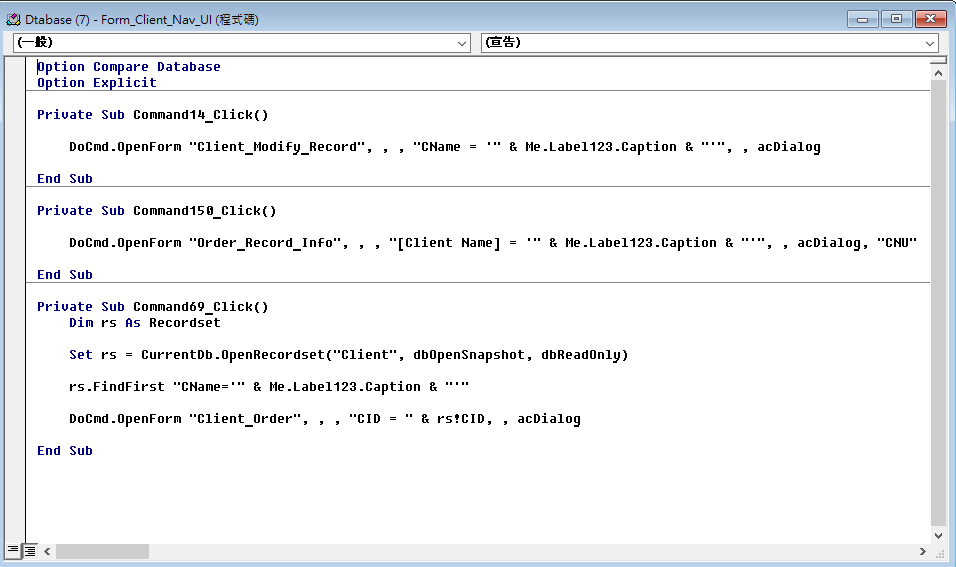 Dtabase (7) - Form_Client_Nav_UI (程式碼)
(一般)
(宣告)
Option Compare Database
Option Explicit
Private Sub Command14_Click()
DoCmd.OpenForm "Client_Modify_Record", , , "CName = '" & Me.Label123.Caption & "'", , acDialog
End Sub
Private Sub Command150_Click()
DoCmd.OpenForm "Order_Record_Info", , , "[Client Name] = '" & Me.Label123.Caption & "'", , acDialog, "CNU"
End Sub
Private Sub Command69_Click()
Dim rs As Recordset
Set rs = CurrentDb.OpenRecordset("Client", dbOpenSnapshot, dbReadOnly)
rs.FindFirst "CName='" & Me.Label123.Caption & "'"
DoCmd.OpenForm "Client_Order", , , "CID = " & rs!CID, , acDialog
End Sub